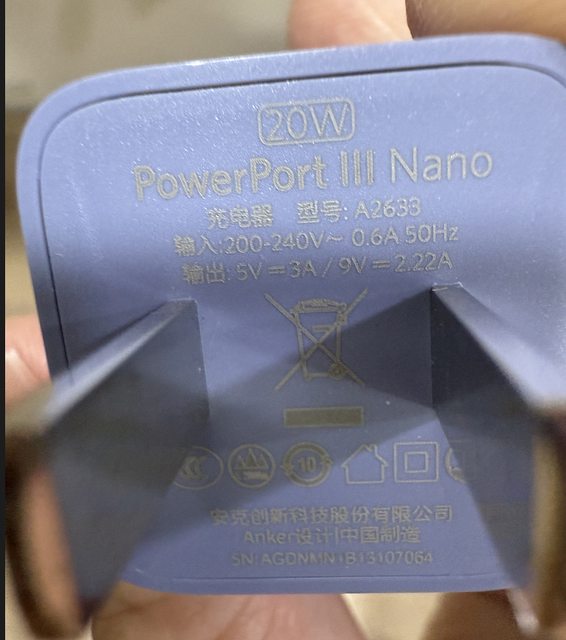 20W
PowerPort III Nano
充电器 型号: A2633
输入:200-240V~ 0.6A 50Hz
输出: 5V⎓3A / 9V⎓2.22A
10
安克创新科技股份有限公司
Anker设计|中国制造
SN: